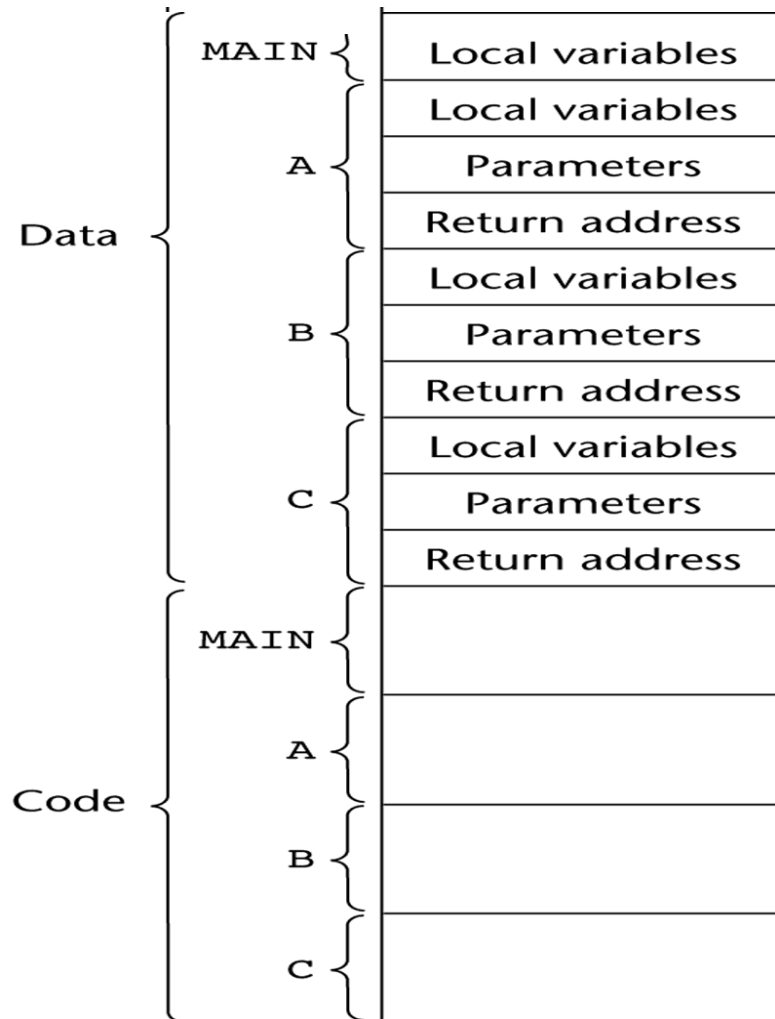 MAIN
Local variables
Local variables
A
Parameters
Data
Return address
Local variables
B
Parameters
Return address
Local variables
C
Parameters
Return address
MAIN
A
Code
B
C